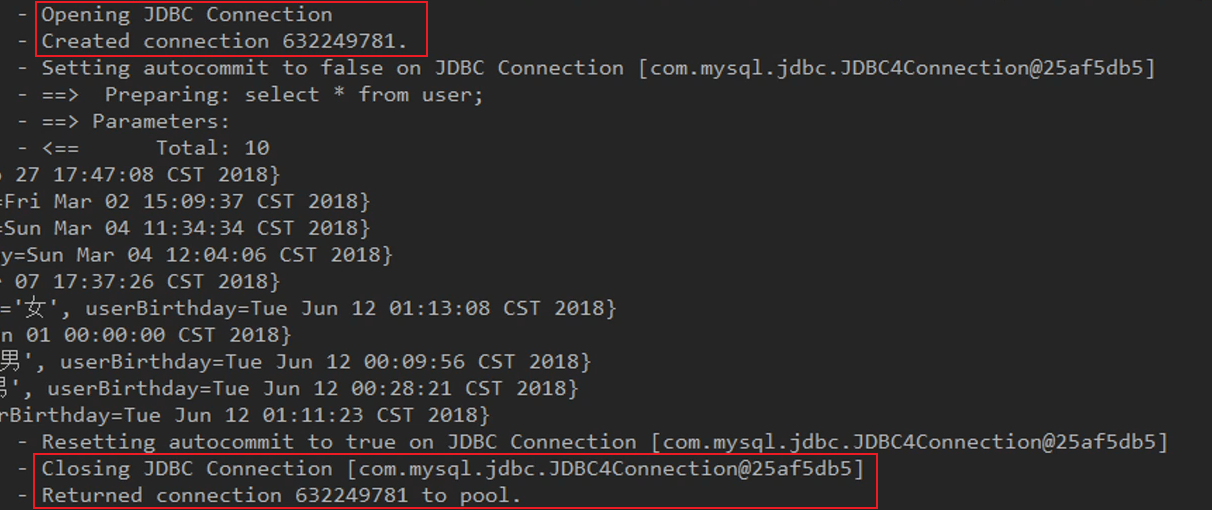 - Opening JDBC Connection
- Created connection 632249781.
- Setting autocommit to false on JDBC Connection [com.mysql.jdbc.JDBC4Connection@25af5db5]
- ==>  Preparing: select * from user;
- ==> Parameters:
- <==      Total: 10
27 17:47:08 CST 2018}
=Fri Mar 02 15:09:37 CST 2018}
=Sun Mar 04 11:34:34 CST 2018}
y=Sun Mar 04 12:04:06 CST 2018}
07 17:37:26 CST 2018}
='女', userBirthday=Tue Jun 12 01:13:08 CST 2018}
n 01 00:00:00 CST 2018}
男', userBirthday=Tue Jun 12 00:09:56 CST 2018}
男', userBirthday=Tue Jun 12 00:28:21 CST 2018}
rBirthday=Tue Jun 12 01:11:23 CST 2018}
- Resetting autocommit to true on JDBC Connection [com.mysql.jdbc.JDBC4Connection@25af5db5]
- Closing JDBC Connection [com.mysql.jdbc.JDBC4Connection@25af5db5]
- Returned connection 632249781 to pool.